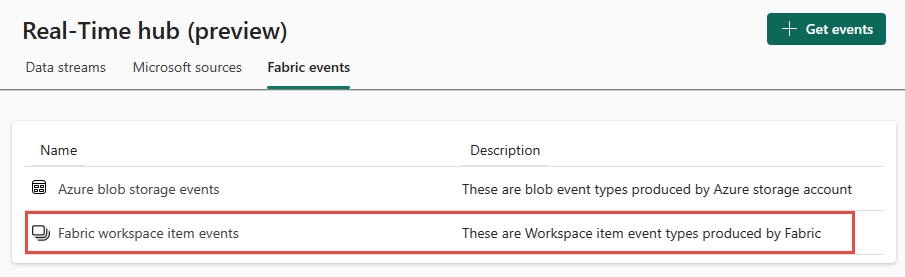 Real-Time hub (preview)
Get events
Data streams Microsoft sources Fabric events
Name Description
Azure blob storage events These are blob event types produced by Azure storage account
Fabric workspace item events These are Workspace item event types produced by Fabric